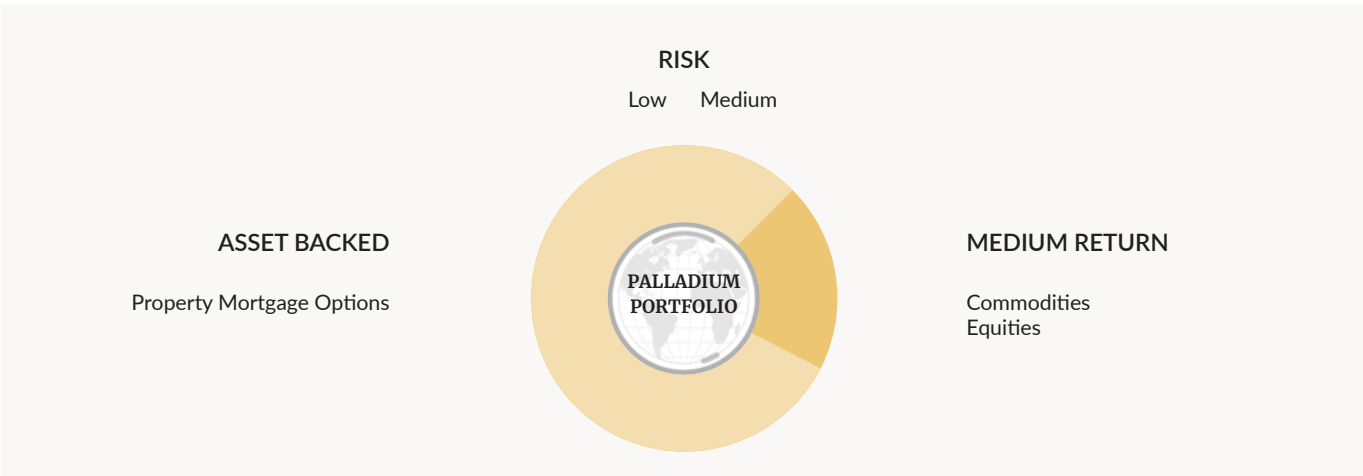 RISK
Low Medium
ASSET BACKED
Property Mortgage Options
PALLADIUM
PORTFOLIO
MEDIUM RETURN
Commodities
Equities